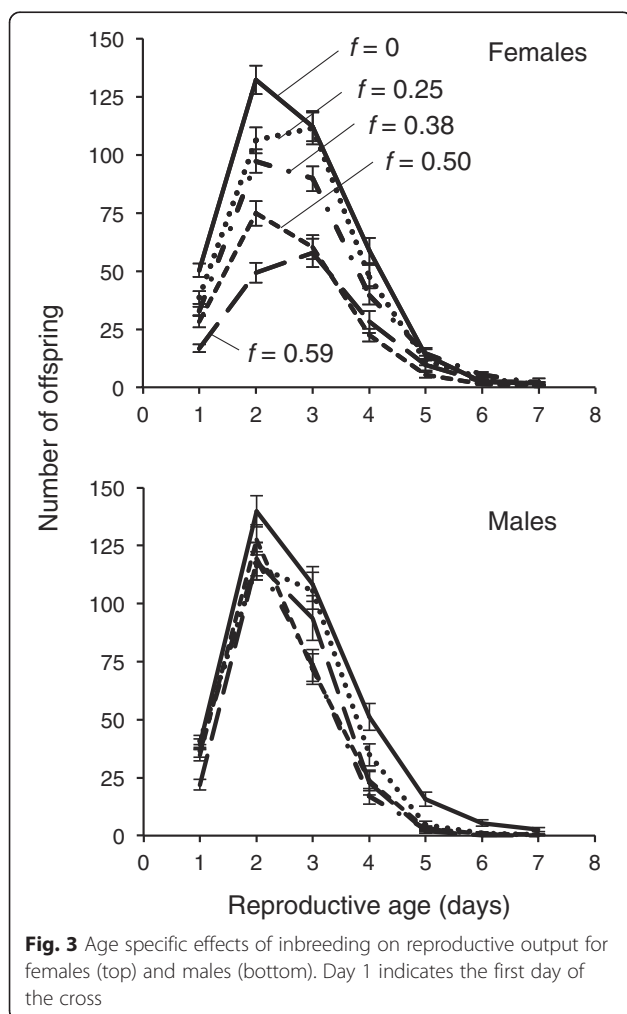 150
125
100
75
50
25
0
0 1 2 3 4 5 6 7 8
Females
f = 0
f = 0.25
f = 0.38
f = 0.50
f = 0.59
Number of offspring
150
125
100
75
50
25
0
0 1 2 3 4 5 6 7 8
Males
Reproductive age (days)
Fig. 3 Age specific effects of inbreeding on reproductive output for
females (top) and males (bottom). Day 1 indicates the first day of
the cross